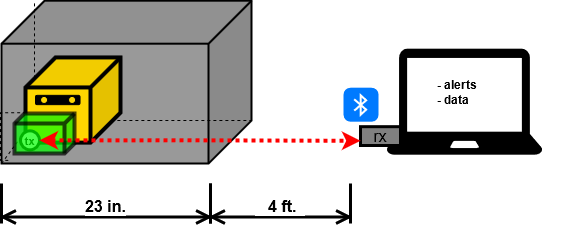 - alerts
- data
tx
rx
23 in.
4 ft.